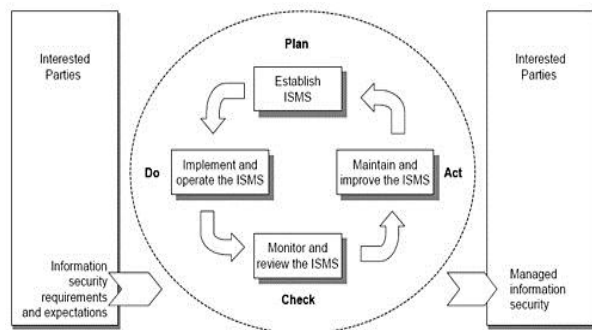 Interested
Parties
Information
security
requirements
and expectations
Plan
Establish
ISMS
Do
Implement and
operate the ISMS
Maintain and
improve the ISMS
Act
Monitor and
review the ISMS
Check
Interested
Parties
Managed
information
security